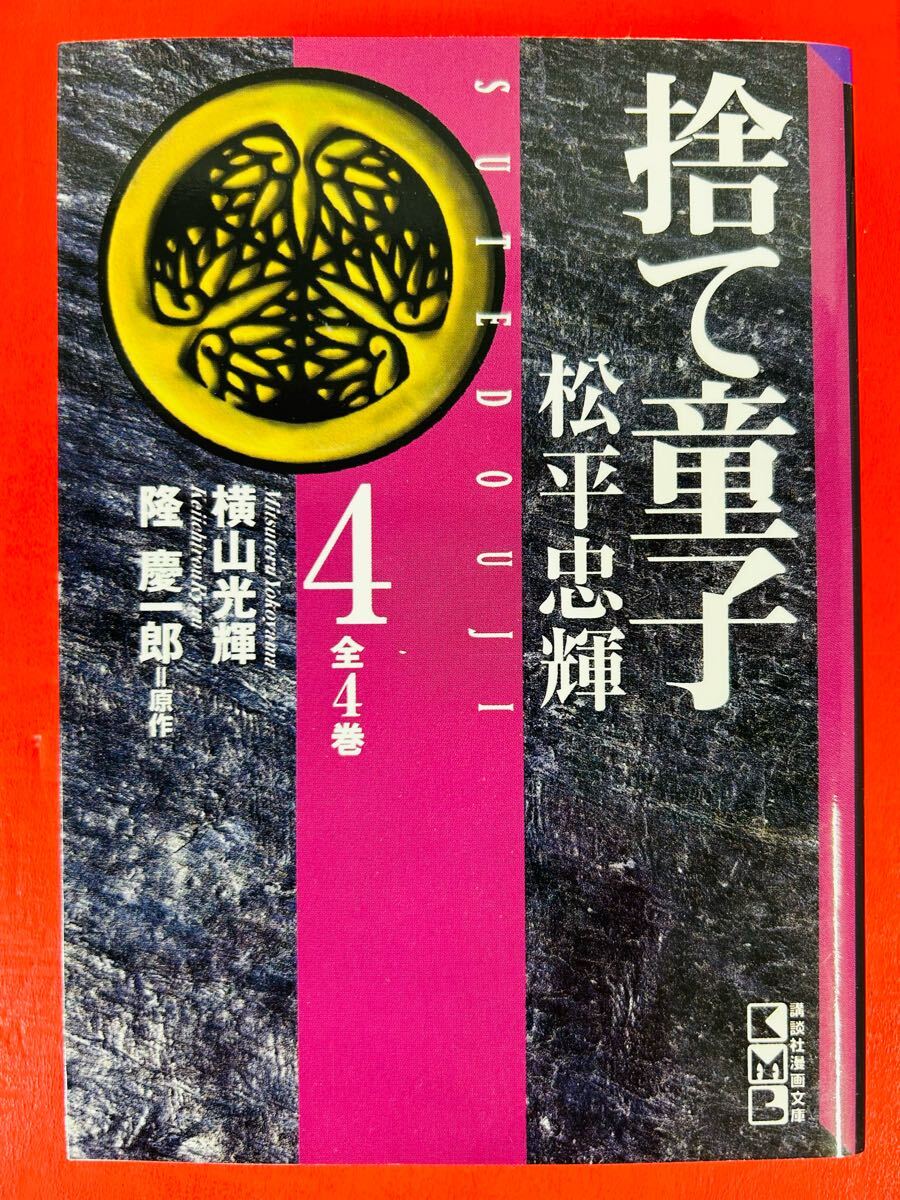 捨て童子
松平忠輝
SUTEDOUJI
4
全4巻
横山光輝
Mitsuteru Yokoyama
隆 慶一郎=原作
Keiichirou Ryu
講談社漫画文庫
KMB